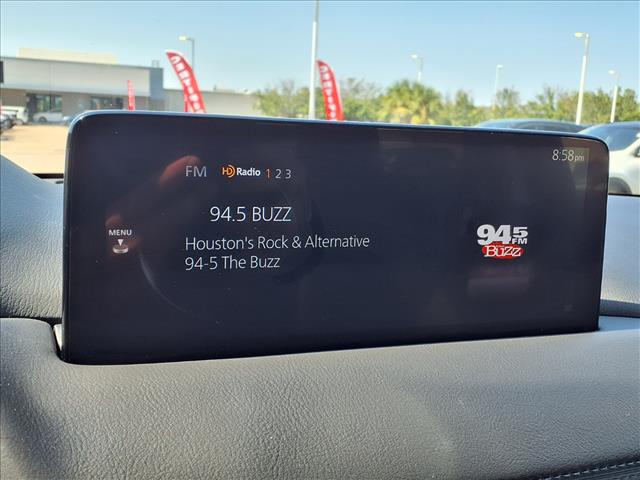 8:58pm
FM HD Radio 1 2 3
94.5 BUZZ
MENU
Houston's Rock & Alternative
94-5 The Buzz
94.5 FM
Buzz
CERTIFIED